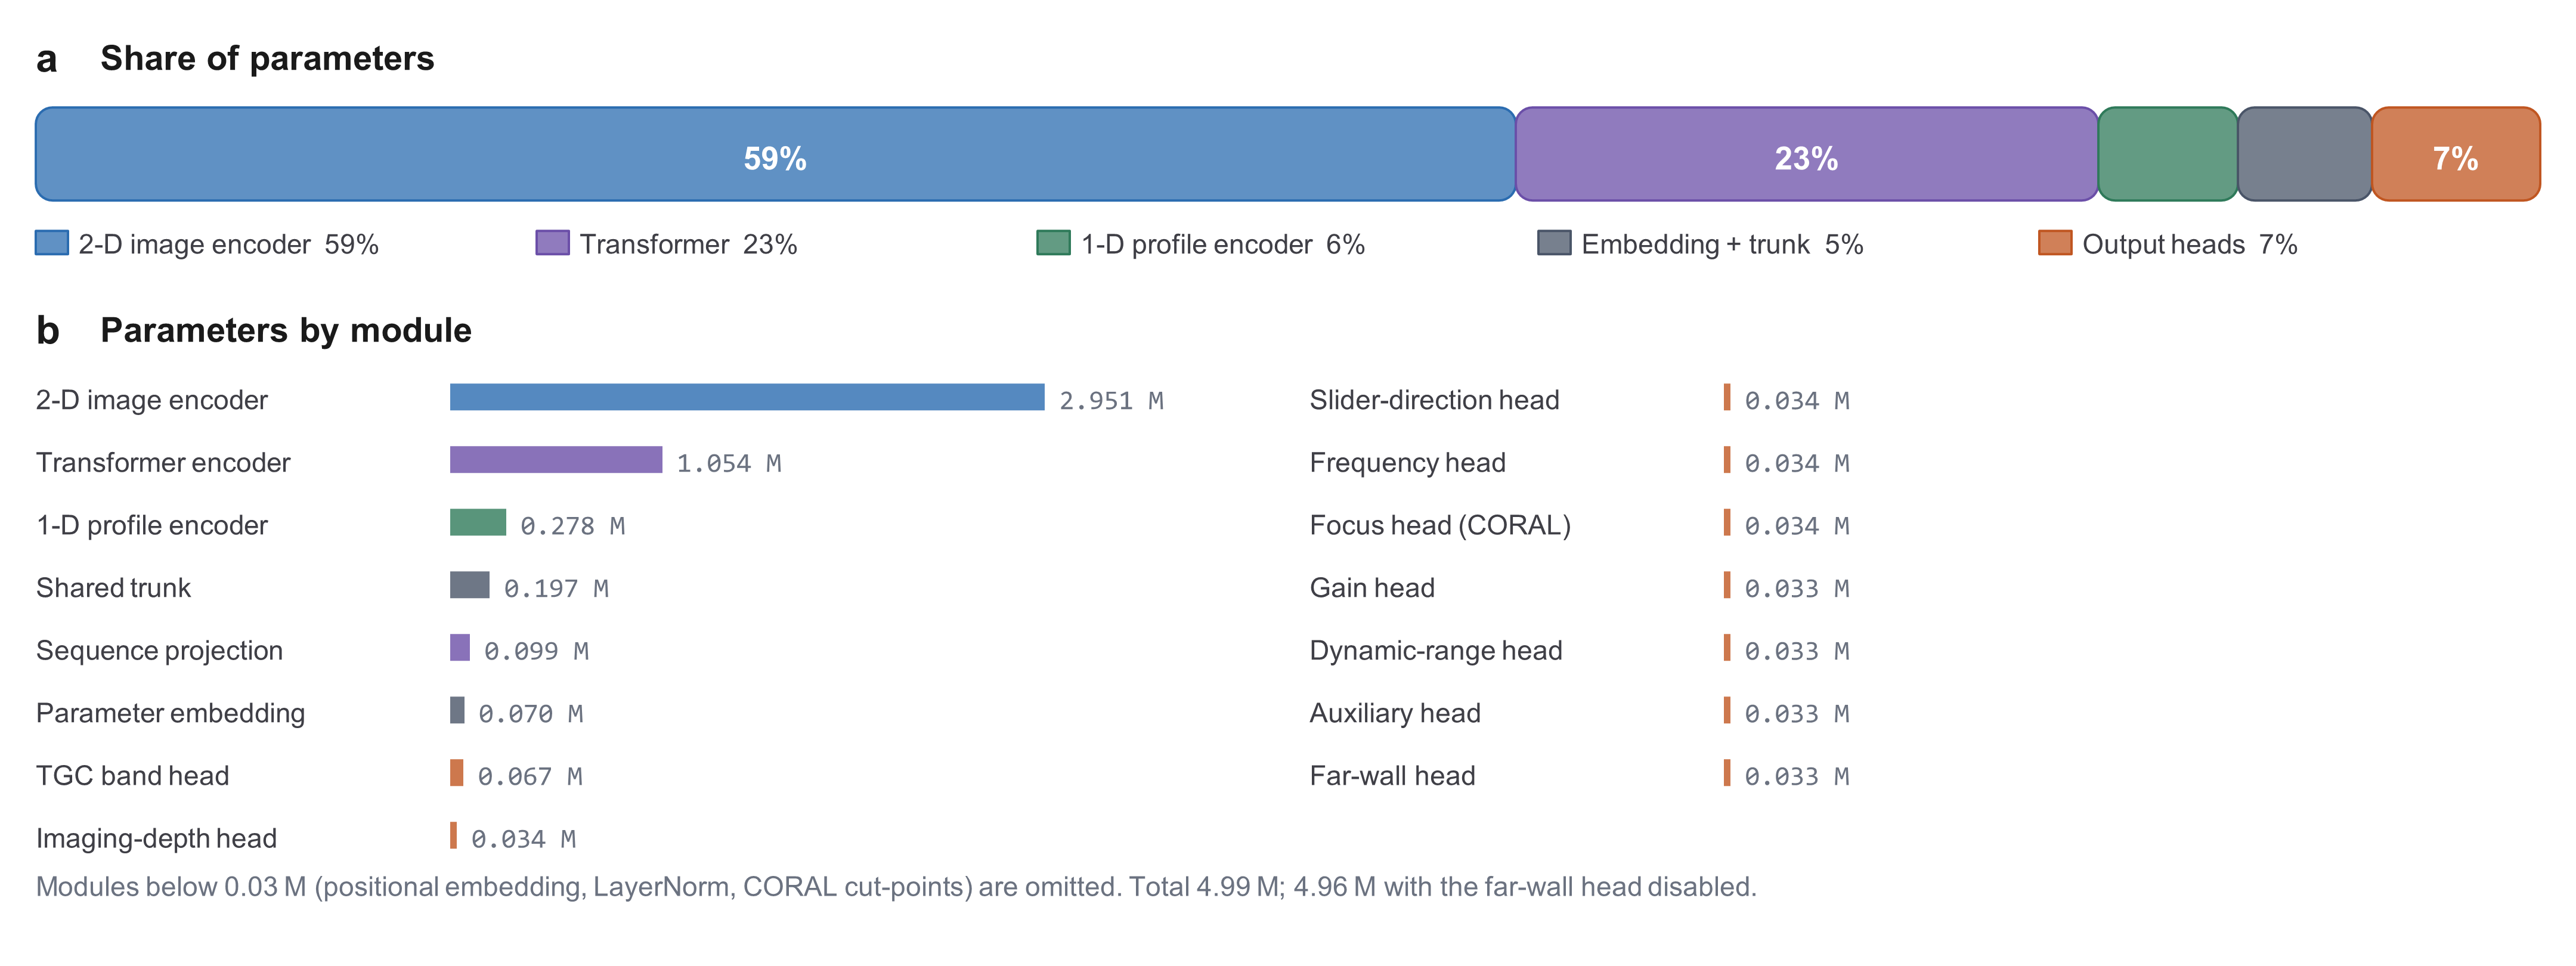 a Share of parameters
59% 23% 7%
2-D image encoder 59% Transformer 23% 1-D profile encoder 6% Embedding + trunk 5% Output heads 7%
b Parameters by module
2-D image encoder 2.951 M
Transformer encoder 1.054 M
1-D profile encoder 0.278 M
Shared trunk 0.197 M
Sequence projection 0.099 M
Parameter embedding 0.070 M
TGC band head 0.067 M
Imaging-depth head 0.034 M
Slider-direction head 0.034 M
Frequency head 0.034 M
Focus head (CORAL) 0.034 M
Gain head 0.033 M
Dynamic-range head 0.033 M
Auxiliary head 0.033 M
Far-wall head 0.033 M
Modules below 0.03 M (positional embedding, LayerNorm, CORAL cut-points) are omitted. Total 4.99 M; 4.96 M with the far-wall head disabled.